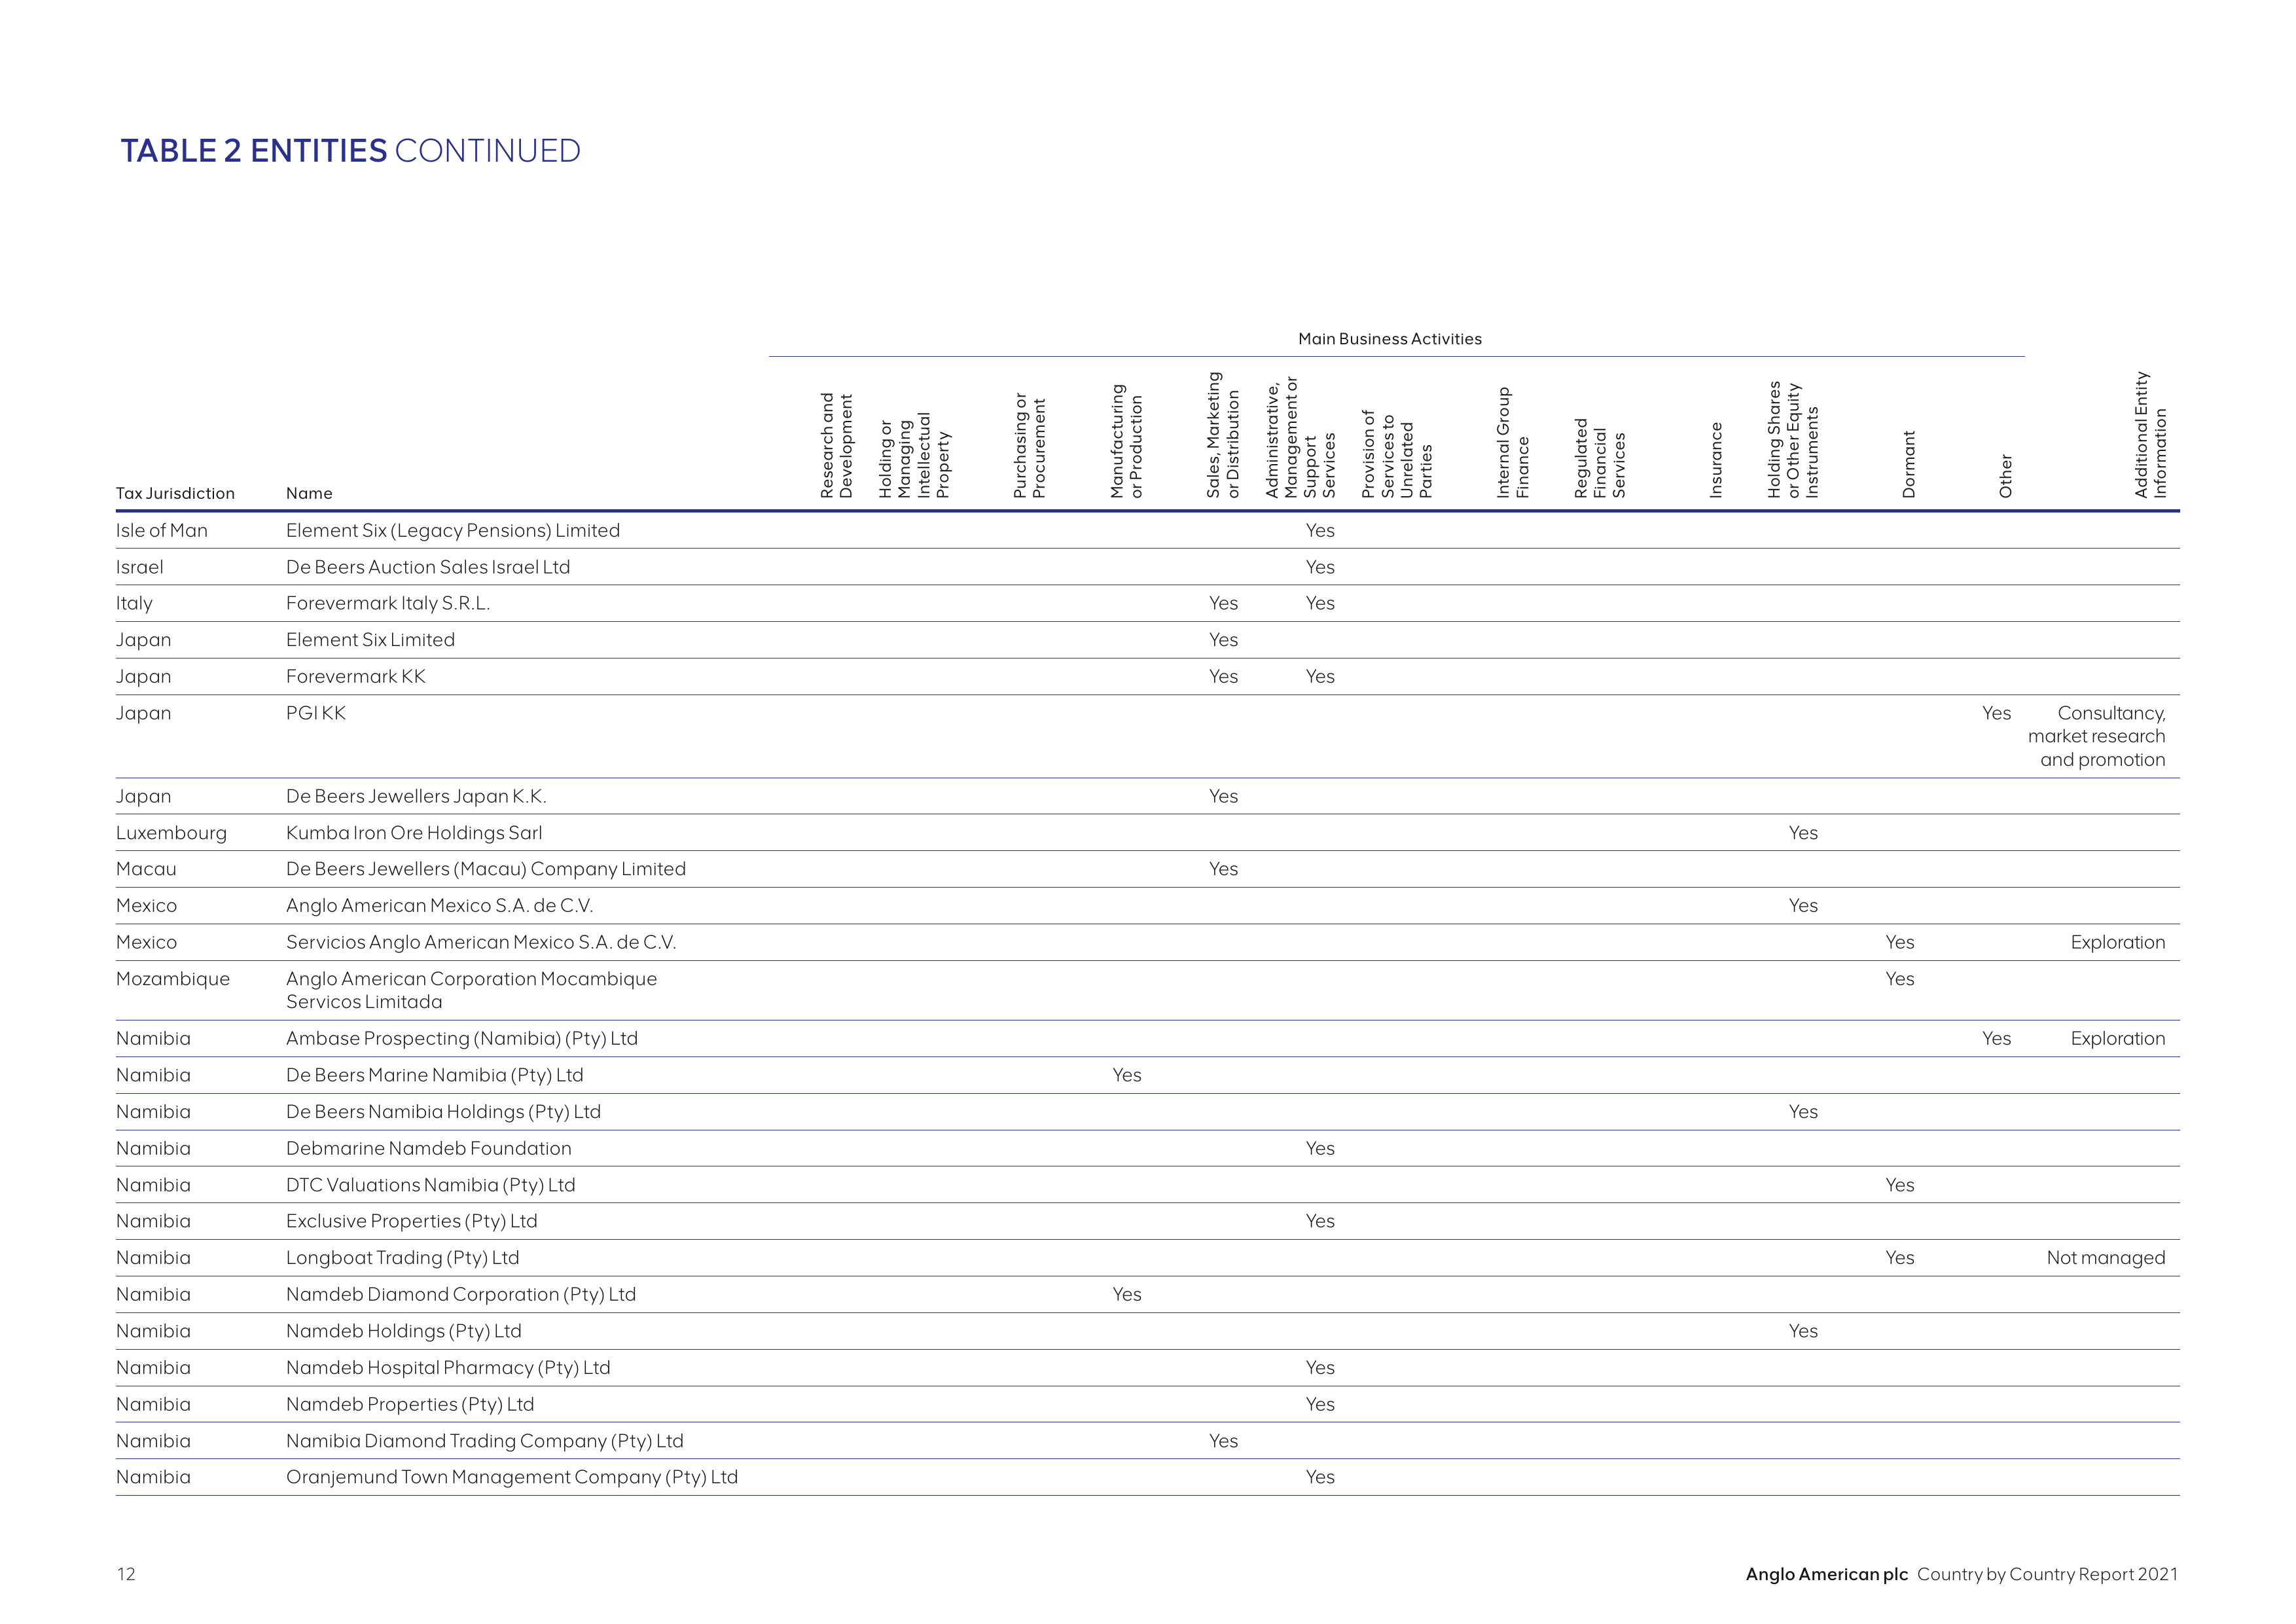 TABLE 2 ENTITIES CONTINUED
Main Business Activities
Tax Jurisdiction Name Research and Development Holding or Managing Intellectual Property Purchasing or Procurement Manufacturing or Production Sales, Marketing or Distribution Administrative, Management or Support Services Provision of Services to Unrelated Parties Internal Group Finance Regulated Financial Services Insurance Holding Shares or Other Equity Instruments Dormant Other Additional Entity Information
Isle of Man Element Six (Legacy Pensions) Limited Yes
Israel De Beers Auction Sales Israel Ltd Yes
Italy Forevermark Italy S.R.L. Yes Yes
Japan Element Six Limited Yes
Japan Forevermark KK Yes Yes
Japan PGI KK Yes Consultancy,
market research
and promotion
Japan De Beers Jewellers Japan K.K. Yes
Luxembourg Kumba Iron Ore Holdings Sarl Yes
Macau De Beers Jewellers (Macau) Company Limited Yes
Mexico Anglo American Mexico S.A. de C.V. Yes
Mexico Servicios Anglo American Mexico S.A. de C.V. Yes Exploration
Mozambique Anglo American Corporation Mocambique Yes
Servicos Limitada
Namibia Ambase Prospecting (Namibia) (Pty) Ltd Yes Exploration
Namibia De Beers Marine Namibia (Pty) Ltd Yes
Namibia De Beers Namibia Holdings (Pty) Ltd Yes
Namibia Debmarine Namdeb Foundation Yes
Namibia DTC Valuations Namibia (Pty) Ltd Yes
Namibia Exclusive Properties (Pty) Ltd Yes
Namibia Longboat Trading (Pty) Ltd Yes Not managed
Namibia Namdeb Diamond Corporation (Pty) Ltd Yes
Namibia Namdeb Holdings (Pty) Ltd Yes
Namibia Namdeb Hospital Pharmacy (Pty) Ltd Yes
Namibia Namdeb Properties (Pty) Ltd Yes
Namibia Namibia Diamond Trading Company (Pty) Ltd Yes
Namibia Oranjemund Town Management Company (Pty) Ltd Yes
12 Anglo American plc Country by Country Report 2021